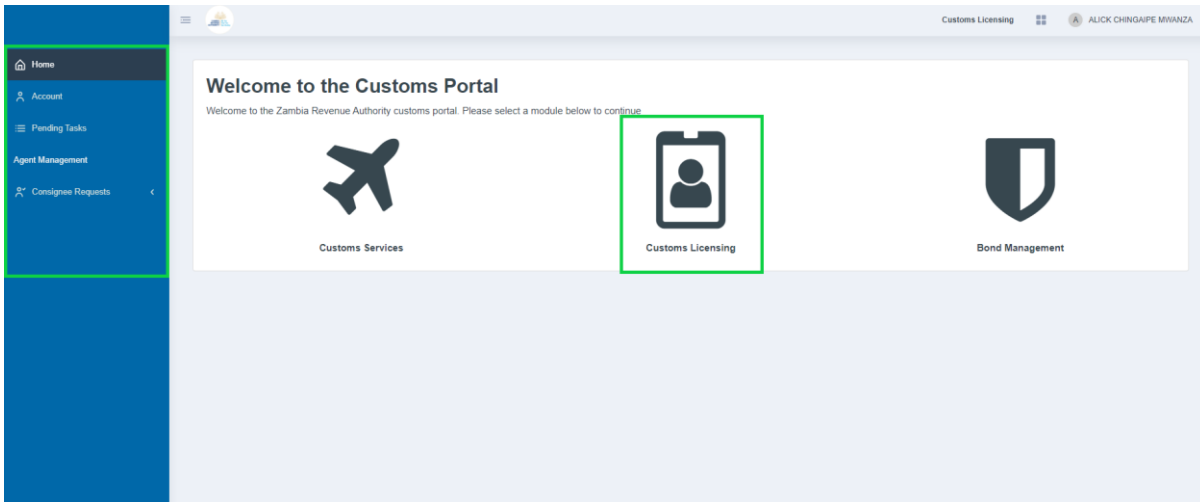 Customs Licensing
A ALICK CHINGAIPE MWANZA
Home
Account
Pending Tasks
Agent Management
Consignee Requests
Welcome to the Customs Portal
Welcome to the Zambia Revenue Authority customs portal. Please select a module below to continue
Customs Services
Customs Licensing
Bond Management